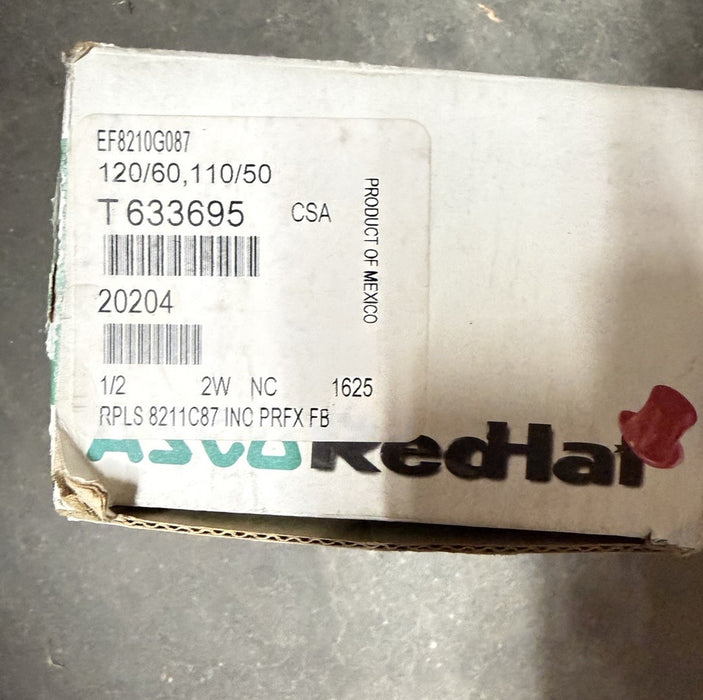 EF8210G087
120/60,110/50
T 633695 CSA
PRODUCT OF MEXICO
20204
1/2 2W NC 1625
RPLS 8211C87 INC PRFX FB
ASCO RedHat